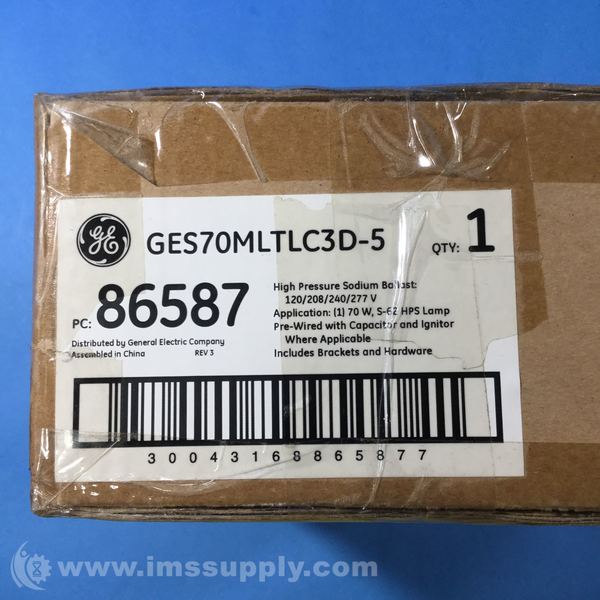 GE
GES70MLTLC3D-5
QTY: 1
PC: 86587
High Pressure Sodium Ballast:
120/208/240/277 V
Application: (1) 70 W, S-62 HPS Lamp
Pre-Wired with Capacitor and Ignitor
Where Applicable
Includes Brackets and Hardware
Distributed by General Electric Company
Assembled in China REV 3
30043168865877
www.imssupply.com